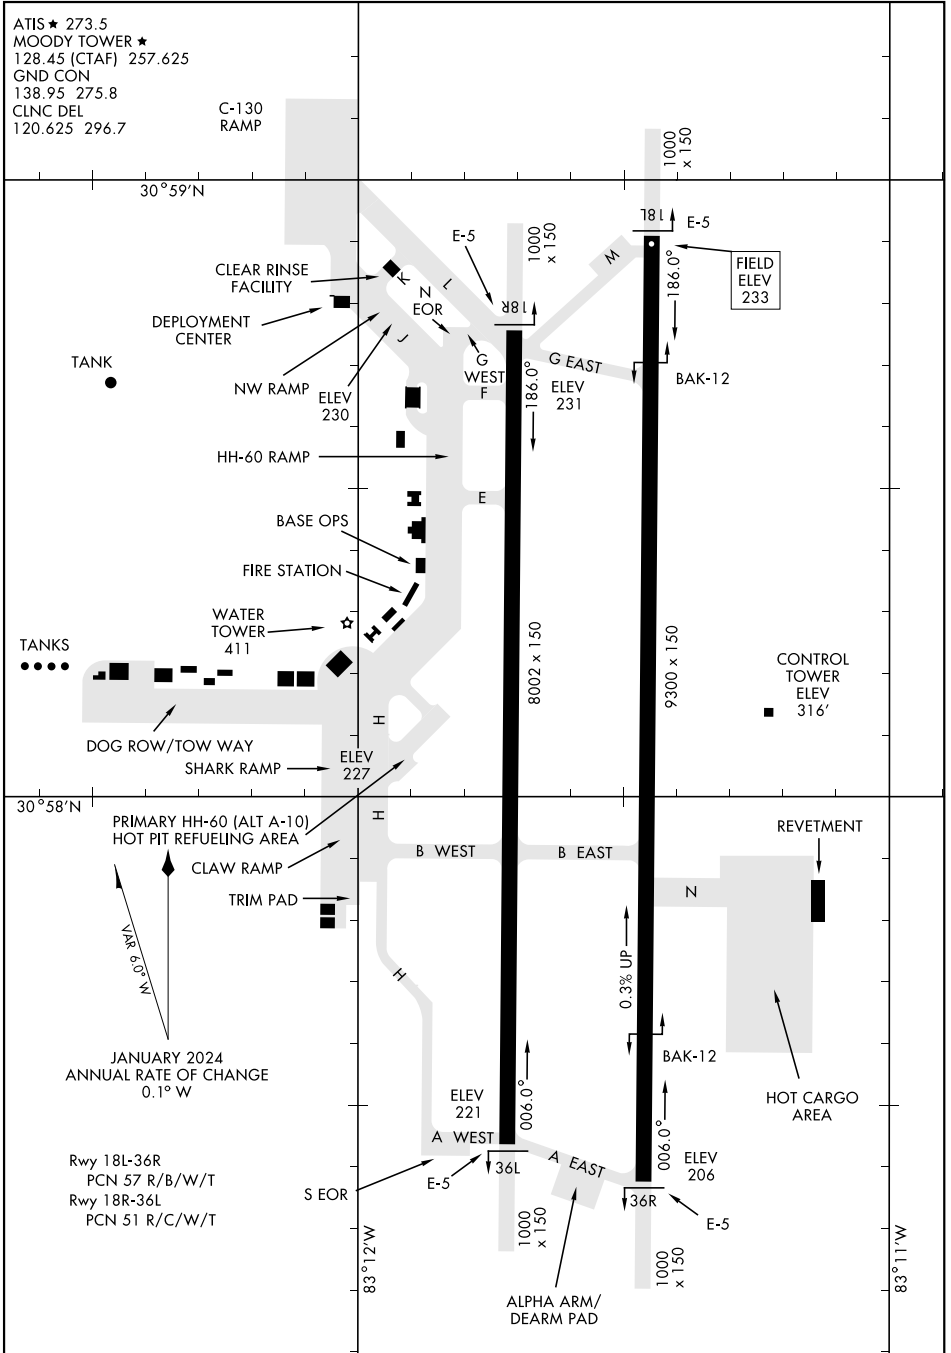 ATIS ★ 273.5
MOODY TOWER ★
128.45 (CTAF) 257.625
GND CON
138.95 275.8
CLNC DEL
120.625 296.7
C-130
RAMP
1000
x 150
30°59'N
18L
E-5
E-5
1000
x 150
M
FIELD
ELEV
233
CLEAR RINSE
FACILITY
K
L
N
EOR
186.0°
DEPLOYMENT
CENTER
18R
J
TANK
NW RAMP
G
WEST
G EAST
BAK-12
ELEV
230
F
186.0°
ELEV
231
HH-60 RAMP
E
BASE OPS
FIRE STATION
WATER
TOWER
411
TANKS
8002 x 150
9300 x 150
CONTROL
TOWER
ELEV
316'
H
DOG ROW/TOW WAY
ELEV
227
SHARK RAMP
30°58'N
PRIMARY HH-60 (ALT A-10)
HOT PIT REFUELING AREA
H
REVETMENT
B WEST
B EAST
CLAW RAMP
N
TRIM PAD
VAR 6.0° W
H
0.3% UP
JANUARY 2024
ANNUAL RATE OF CHANGE
0.1° W
BAK-12
ELEV
221
006.0°
006.0°
HOT CARGO
AREA
A WEST
A EAST
ELEV
206
Rwy 18L-36R
PCN 57 R/B/W/T
Rwy 18R-36L
PCN 51 R/C/W/T
S EOR
E-5
36L
36R
E-5
1000
x 150
1000
x 150
83°12'W
83°11'W
ALPHA ARM/
DEARM PAD